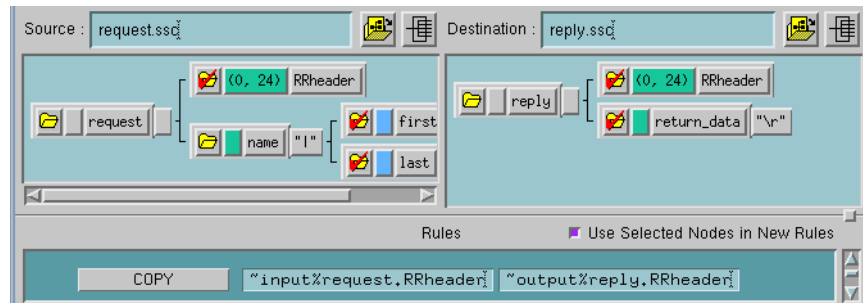 Source : request.ssc Destination : reply.ssc
(0, 24) RRheader
(0, 24) RRheader
request
reply
name "|" first
return_data "\r"
last
Rules Use Selected Nodes in New Rules
COPY ~input%request.RRheader ~output%reply.RRheader